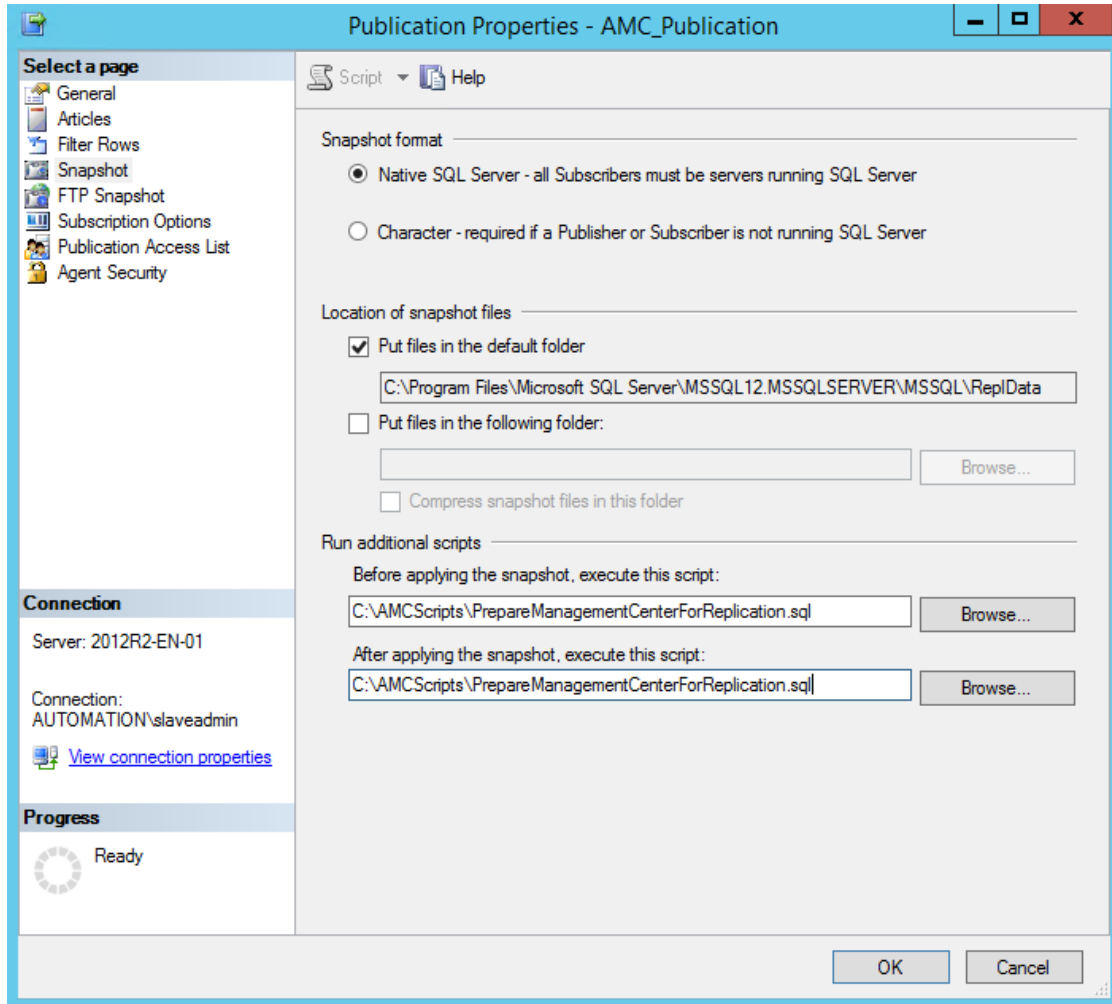 Publication Properties - AMC_Publication
Select a page
General
Articles
Filter Rows
Snapshot
FTP Snapshot
Subscription Options
Publication Access List
Agent Security
Connection
Server: 2012R2-EN-01
Connection:
AUTOMATION\slaveadmin
View connection properties
Progress
Ready
Script
Help
Snapshot format
Native SQL Server - all Subscribers must be servers running SQL Server
Character - required if a Publisher or Subscriber is not running SQL Server
Location of snapshot files
Put files in the default folder
C:\Program Files\Microsoft SQL Server\MSSQL12.MSSQLSERVER\MSSQL\ReplData
Put files in the following folder:
Browse...
Compress snapshot files in this folder
Run additional scripts
Before applying the snapshot, execute this script:
C:\AMCScripts\PrepareManagementCenterForReplication.sql
Browse...
After applying the snapshot, execute this script:
C:\AMCScripts\PrepareManagementCenterForReplication.sql
Browse...
OK
Cancel